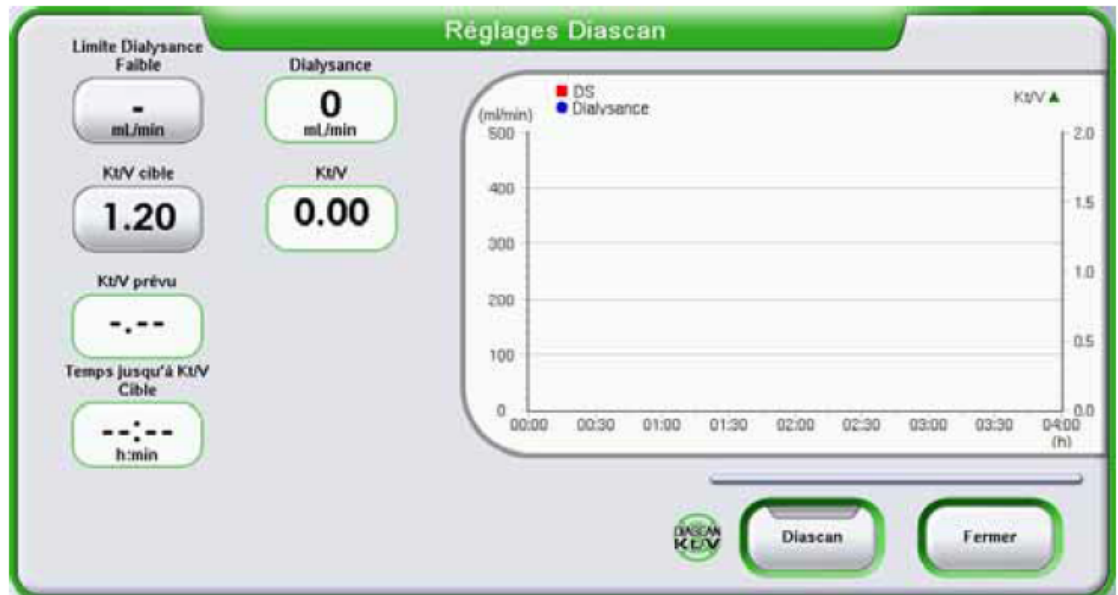 Réglages Diascan
Limite Dialysance
Faible
-
mL/min
Dialysance
0
mL/min
Kt/V cible
1.20
Kt/V
0.00
Kt/V prévu
-.--
Temps jusqu'à Kt/V
Cible
--:--
h:min
DS
Dialysance
Kt/V
(ml/min)
500
400
300
200
100
0
2.0
1.5
1.0
0.5
0.0
00:00 00:30 01:00 01:30 02:00 02:30 03:00 03:30 04:00
(h)
DIASCAN
Kt/V
Diascan
Fermer